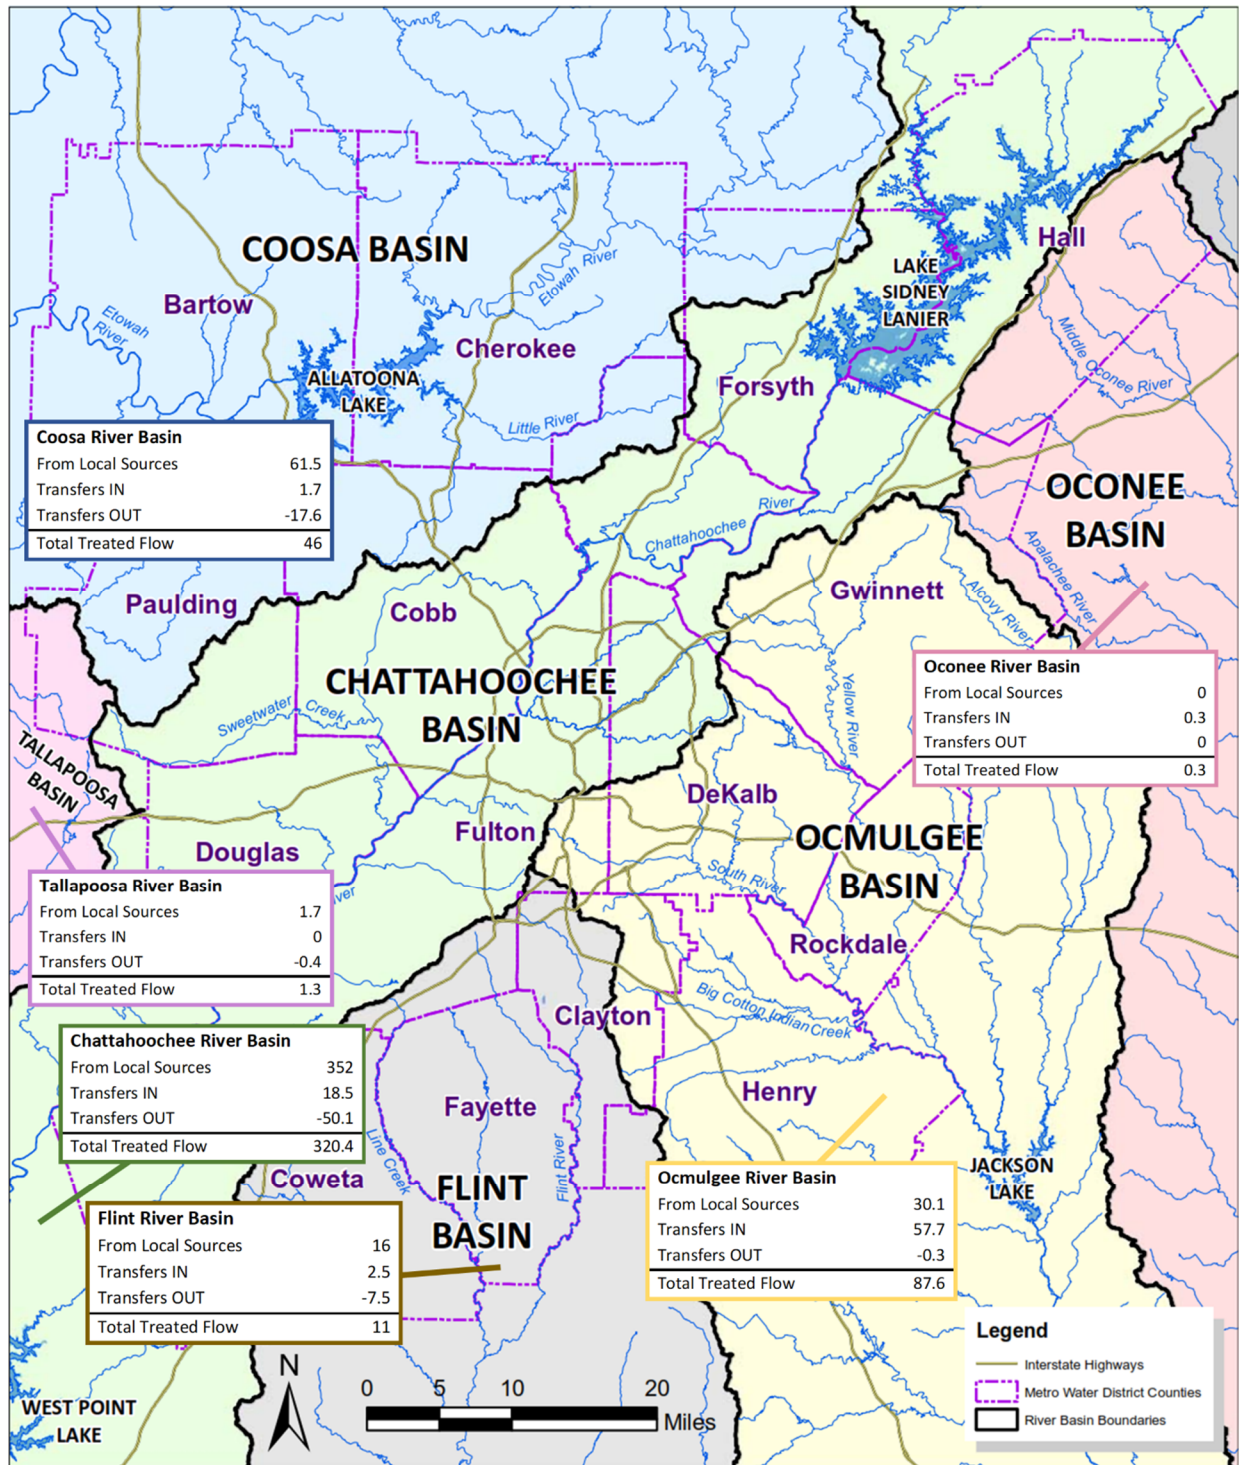 Hall
COOSA BASIN
Etowah River
LAKE
SIDNEY
LANIER
Bartow
Etowah
River
Cherokee
Middle Oconee River
ALLATOONA
LAKE
Forsyth
Little River
Coosa River Basin
From Local Sources 61.5
Transfers IN 1.7
Transfers OUT -17.6
Total Treated Flow 46
OCONEE
BASIN
Chattahoochee River
Apalachee River
Paulding
Cobb
Gwinnett
Alcovy River
CHATTAHOOCHEE
BASIN
Oconee River Basin
From Local Sources 0
Transfers IN 0.3
Transfers OUT 0
Total Treated Flow 0.3
Sweetwater Creek
Yellow River
TALLAPOOSA
BASIN
DeKalb
Fulton
OCMULGEE
BASIN
Douglas
South River
Tallapoosa River Basin
From Local Sources 1.7
Transfers IN 0
Transfers OUT -0.4
Total Treated Flow 1.3
iver
Rockdale
Big Cotton Indian Creek
Clayton
Chattahoochee River Basin
From Local Sources 352
Transfers IN 18.5
Transfers OUT -50.1
Total Treated Flow 320.4
Henry
Fayette
Line Creek
Flint River
Coweta
FLINT
BASIN
JACKSON
LAKE
Ocmulgee River Basin
From Local Sources 30.1
Transfers IN 57.7
Transfers OUT -0.3
Total Treated Flow 87.6
Flint River Basin
From Local Sources 16
Transfers IN 2.5
Transfers OUT -7.5
Total Treated Flow 11
WEST POINT
LAKE
N
0 5 10 20
Miles
Legend
Interstate Highways
Metro Water District Counties
River Basin Boundaries